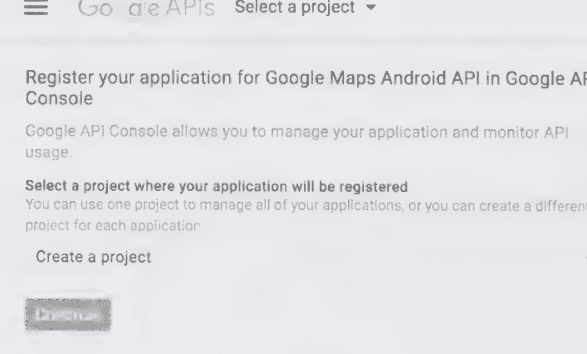 Google APIs Select a project
Register your application for Google Maps Android API in Google AP
Console
Google API Console allows you to manage your application and monitor API
usage.
Select a project where your application will be registered
You can use one project to manage all of your applications, or you can create a different
project for each application
Create a project